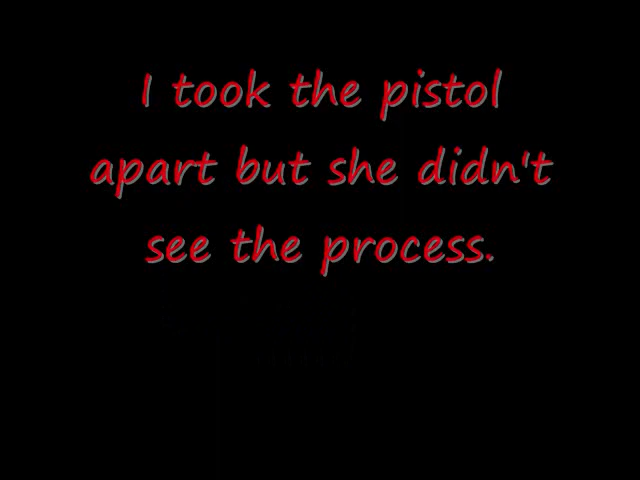 I took the pistol
apart but she didn't
see the process.